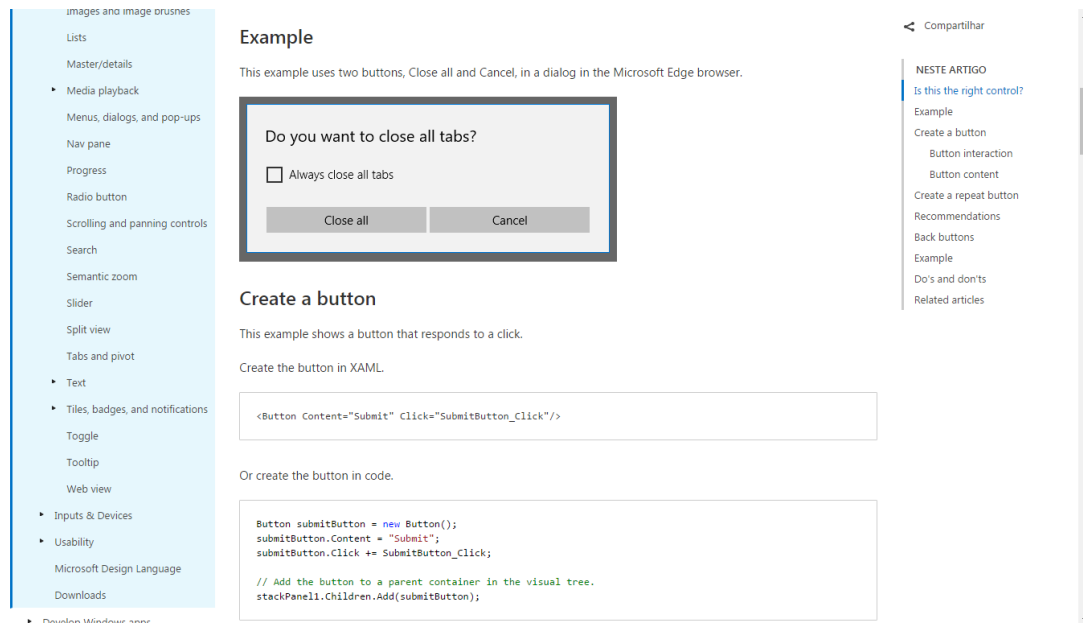 Images and image brushes
Lists
Master/details
Media playback
Menus, dialogs, and pop-ups
Nav pane
Progress
Radio button
Scrolling and panning controls
Search
Semantic zoom
Slider
Split view
Tabs and pivot
Text
Tiles, badges, and notifications
Toggle
Tooltip
Web view
Inputs & Devices
Usability
Microsoft Design Language
Downloads
Develop Windows apps
Example
This example uses two buttons, Close all and Cancel, in a dialog in the Microsoft Edge browser.
Do you want to close all tabs?
Always close all tabs
Close all
Cancel
Create a button
This example shows a button that responds to a click.
Create the button in XAML.
<Button Content="Submit" Click="SubmitButton_Click"/>
Or create the button in code.
Button submitButton = new Button();
submitButton.Content = "Submit";
submitButton.Click += SubmitButton_Click;
// Add the button to a parent container in the visual tree.
stackPanel1.Children.Add(submitButton);
Compartilhar
NESTE ARTIGO
Is this the right control?
Example
Create a button
Button interaction
Button content
Create a repeat button
Recommendations
Back buttons
Example
Do's and don'ts
Related articles